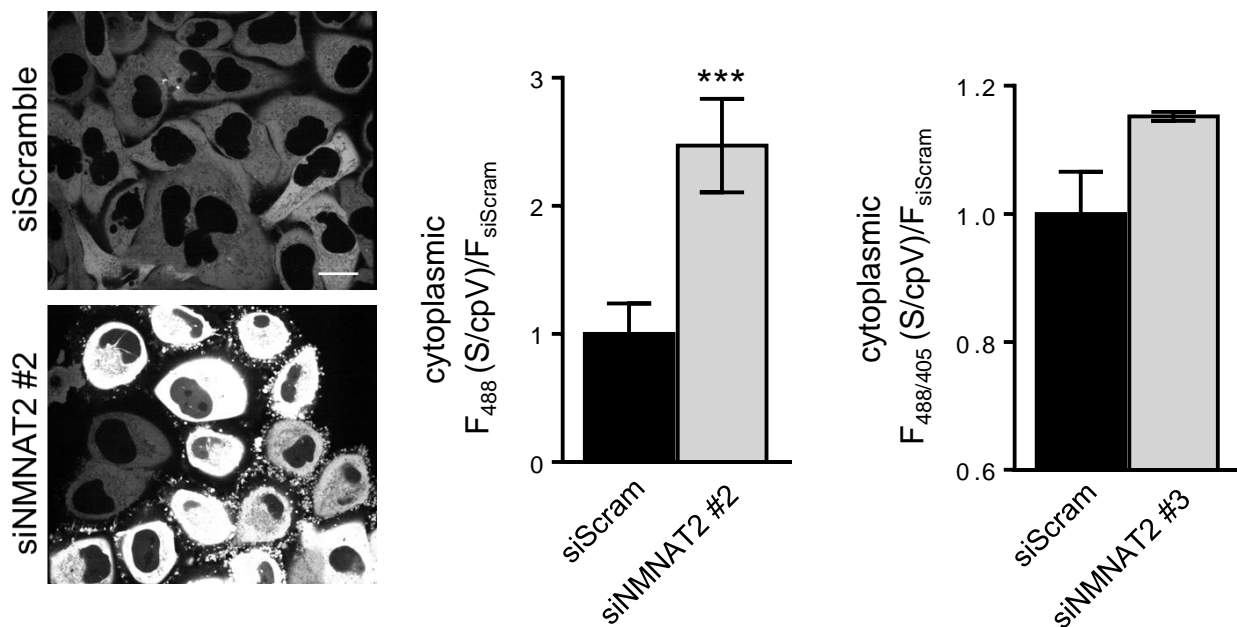 siScramble
siNMNAT2 #2
cytoplasmic
F488 (S/cpV)/FsiScram
3
2
1
0
***
siScram
siNMNAT2 #2
cytoplasmic
F488/405 (S/cpV)/FsiScram
1.2
1.0
0.8
0.6
siScram
siNMNAT2 #3